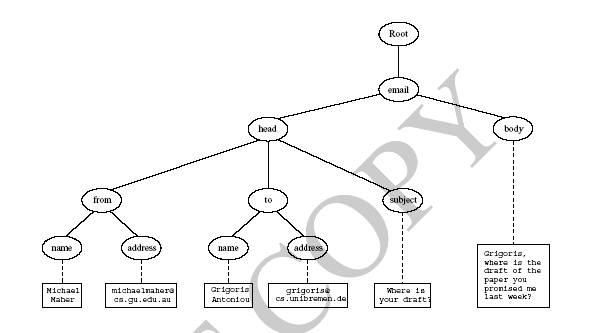 Root
email
head
body
from
to
subject
name
address
name
address
Michael
Maher
michaelmaher@
cs.gu.edu.au
Grigoris
Antoniou
grigoris@
cs.unibremen.de
Where is
your draft?
Grigoris,
where is the
draft of the
paper you
promised me
last week?
COPY